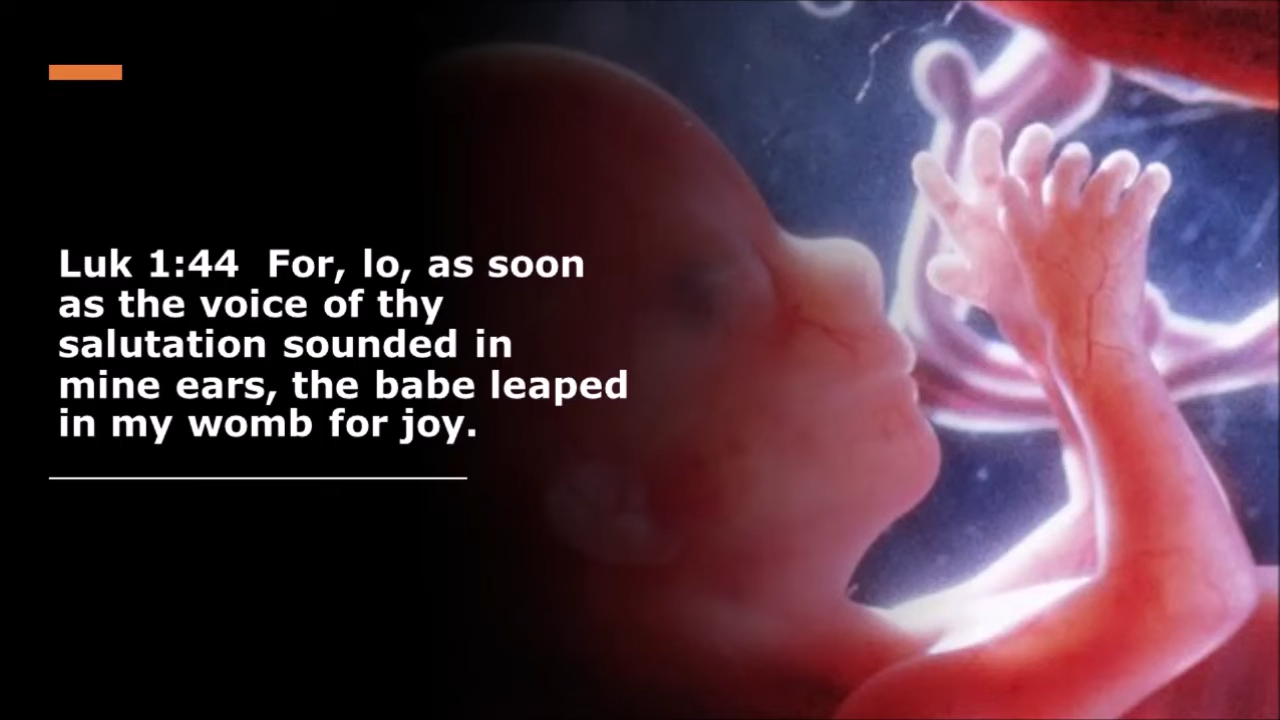 Luk 1:44  For, lo, as soon
as the voice of thy
salutation sounded in
mine ears, the babe leaped
in my womb for joy.